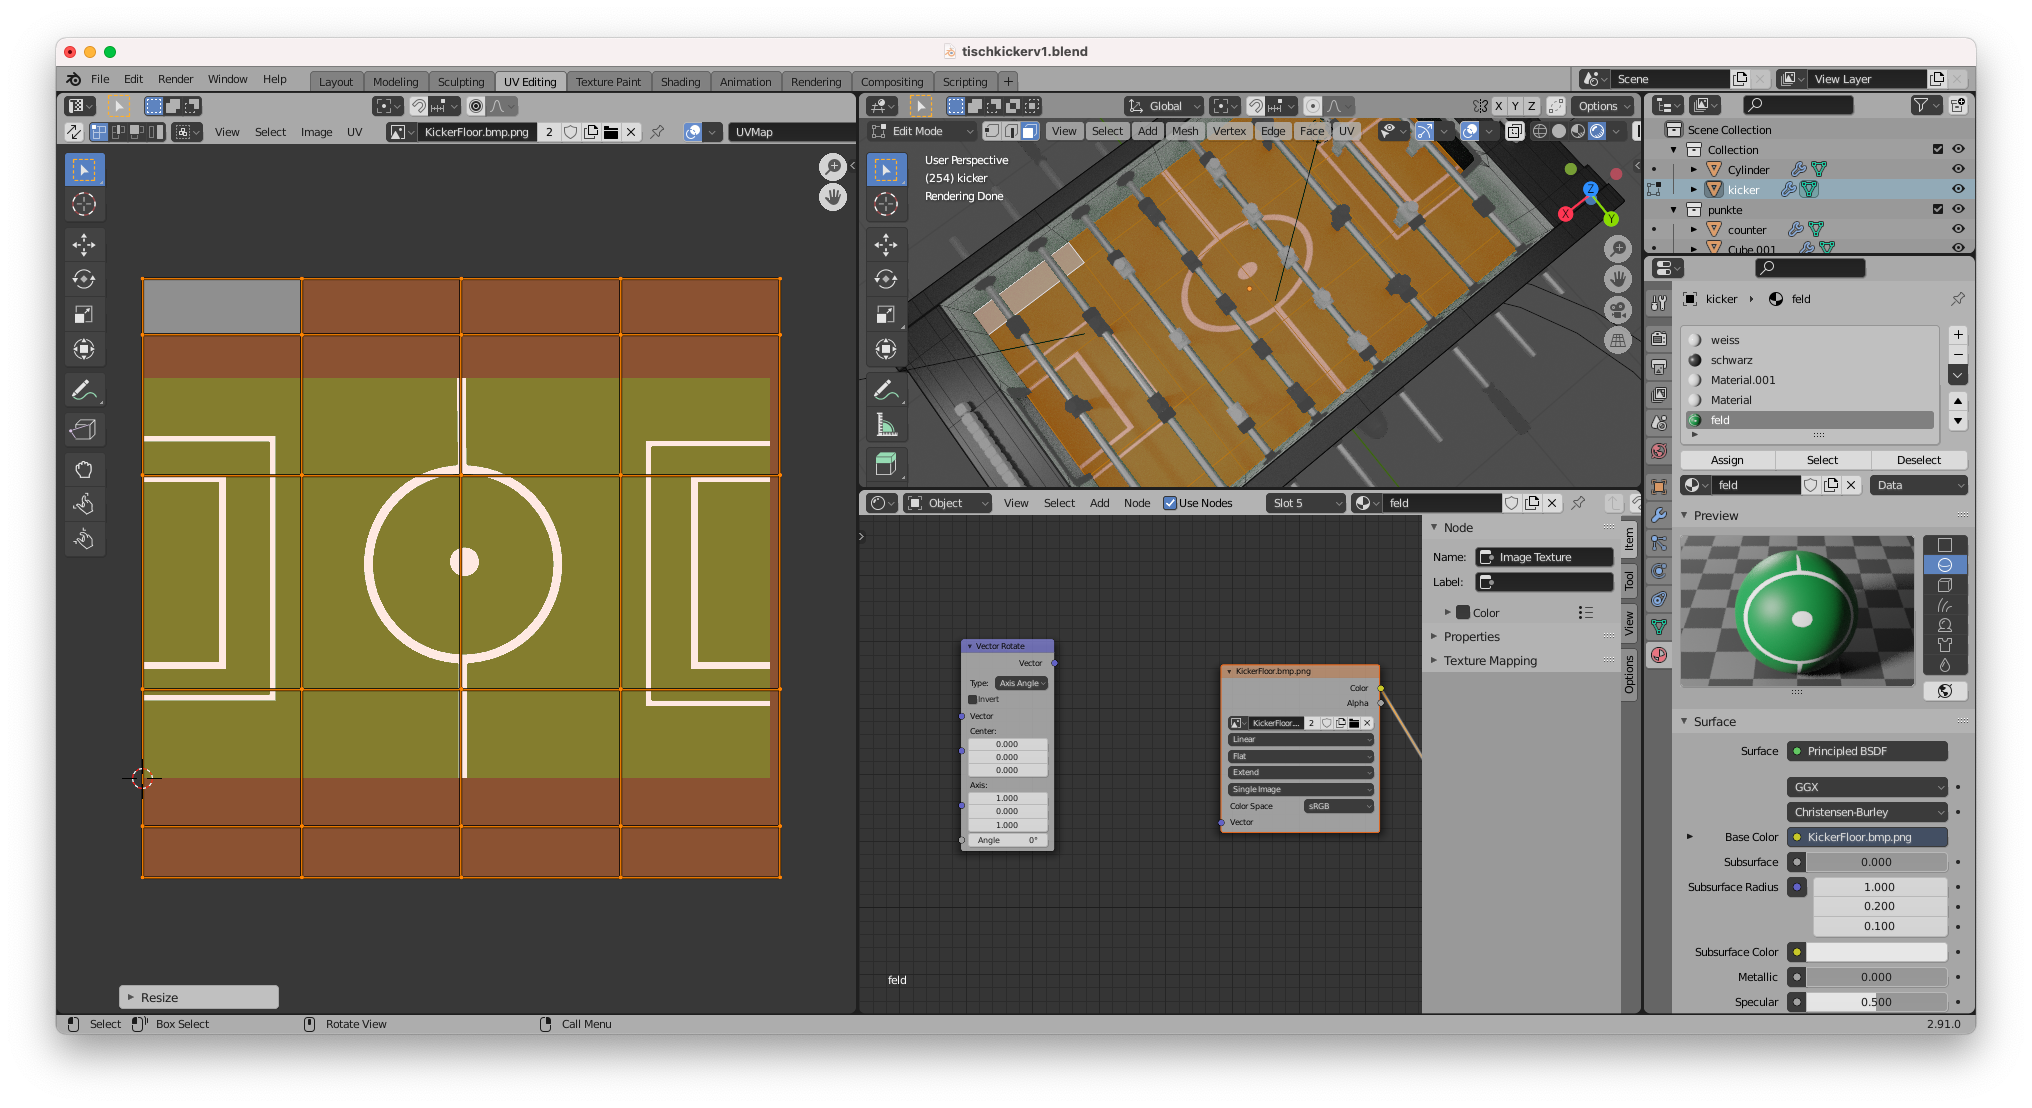 tischkickerv1.blend
File Edit Render Window Help Layout Modeling Sculpting UV Editing Texture Paint Shading Animation Rendering Compositing Scripting + Scene View Layer
Global X Y Z Options
View Select Image UV KickerFloor.bmp.png 2 UVMap
Edit Mode View Select Add Mesh Vertex Edge Face UV
User Perspective
(254) kicker
Rendering Done
Z
X
Y
Scene Collection
Collection
Cylinder
kicker
punkte
counter
Cube.001
kicker feld
weiss
schwarz
Material.001
Material
feld
Assign Select Deselect
feld Data
Preview
Object View Select Add Node Use Nodes Slot 5 feld
Node
Name: Image Texture
Label:
Color
Properties
Texture Mapping
Item
Tool
View
Options
Vector Rotate
Vector
Type: Axis Angle
Invert
Vector
Center:
0.000
0.000
0.000
Axis:
1.000
0.000
1.000
Angle 0°
KickerFloor.bmp.png
Color
Alpha
KickerFloor... 2
Linear
Flat
Extend
Single Image
Color Space sRGB
Vector
feld
Surface
Surface Principled BSDF
GGX
Christensen-Burley
Base Color KickerFloor.bmp.png
Subsurface 0.000
Subsurface Radius 1.000
0.200
0.100
Subsurface Color
Metallic 0.000
Specular 0.500
Resize
Select Box Select Rotate View Call Menu 2.91.0